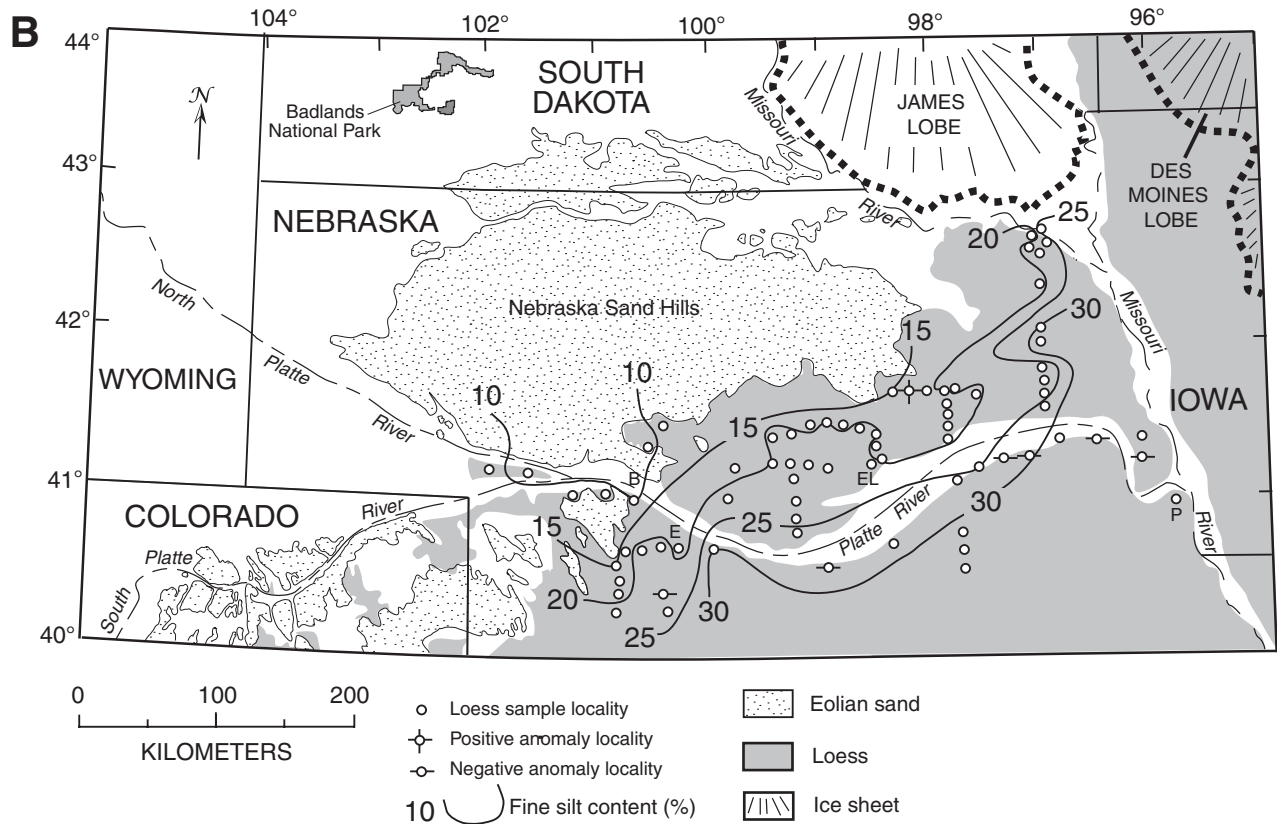 B
104° 102° 100° 98° 96°
44°
43°
42°
41°
40°
N
Badlands
National Park
SOUTH
DAKOTA
Missouri
River
JAMES
LOBE
DES
MOINES
LOBE
NEBRASKA
Nebraska Sand Hills
North
Platte
River
WYOMING
COLORADO
River
Platte
South
IOWA
Missouri
River
Platte River
20
25
30
15
10
10
15
15
25
30
20
25
30
B
E
EL
P
0 100 200
KILOMETERS
Loess sample locality
Positive anomaly locality
Negative anomaly locality
10 Fine silt content (%)
Eolian sand
Loess
Ice sheet